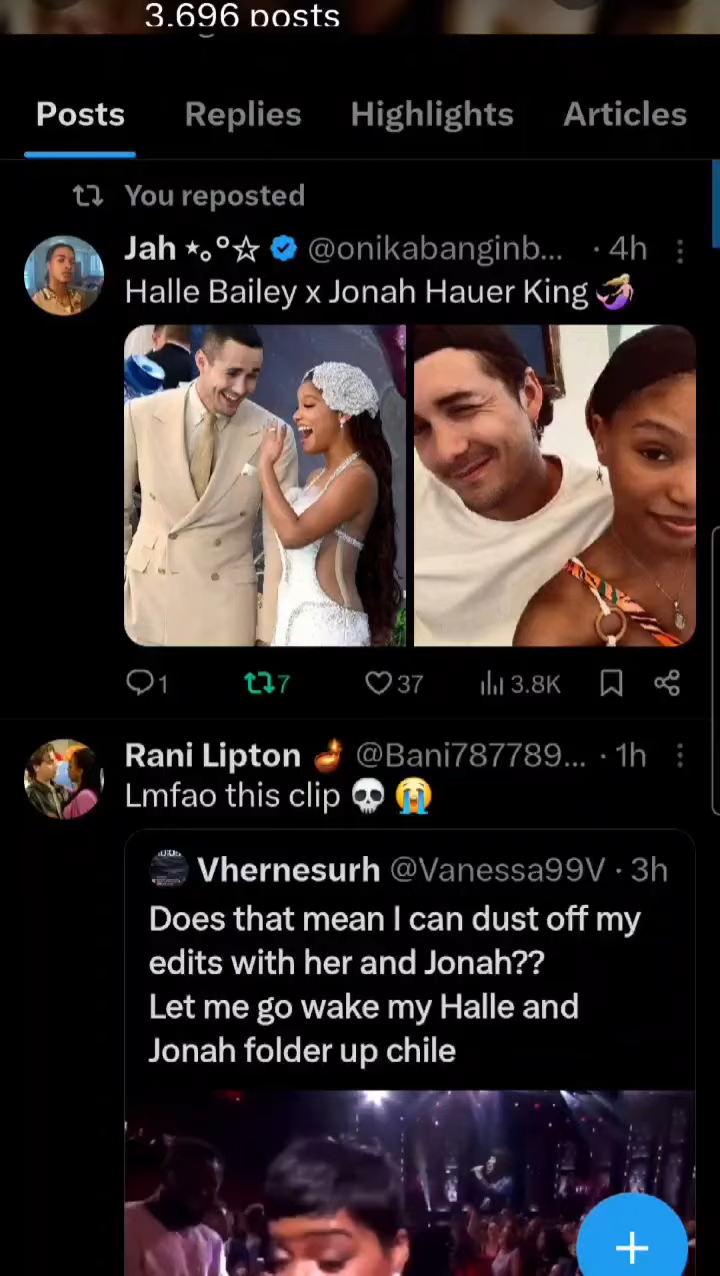 3,696 posts
Posts Replies Highlights Articles
You reposted
Jah ⋆｡°☆ @onikabanginb... · 4h
Halle Bailey x Jonah Hauer King 🧜🏼‍♀️
1 7 37 3.8K
Rani Lipton 🪔 @Bani787789... · 1h
Lmfao this clip 💀 😭
Vhernesurh @Vanessa99V · 3h
Does that mean I can dust off my
edits with her and Jonah??
Let me go wake my Halle and
Jonah folder up chile